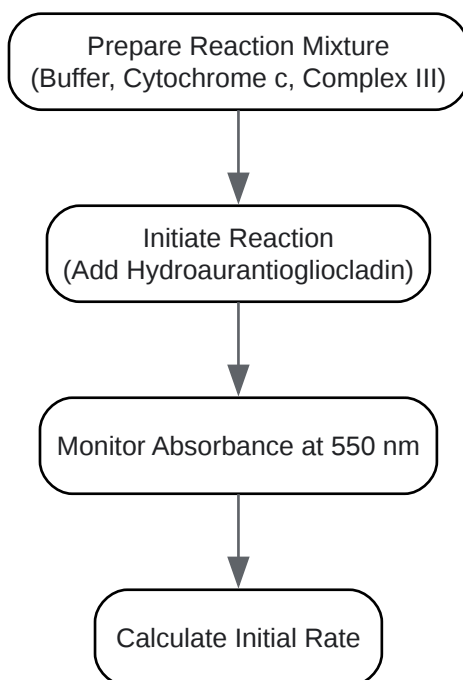 Prepare Reaction Mixture
(Buffer, Cytochrome c, Complex III)
Initiate Reaction
(Add Hydroaurantiogliocladin)
Monitor Absorbance at 550 nm
Calculate Initial Rate